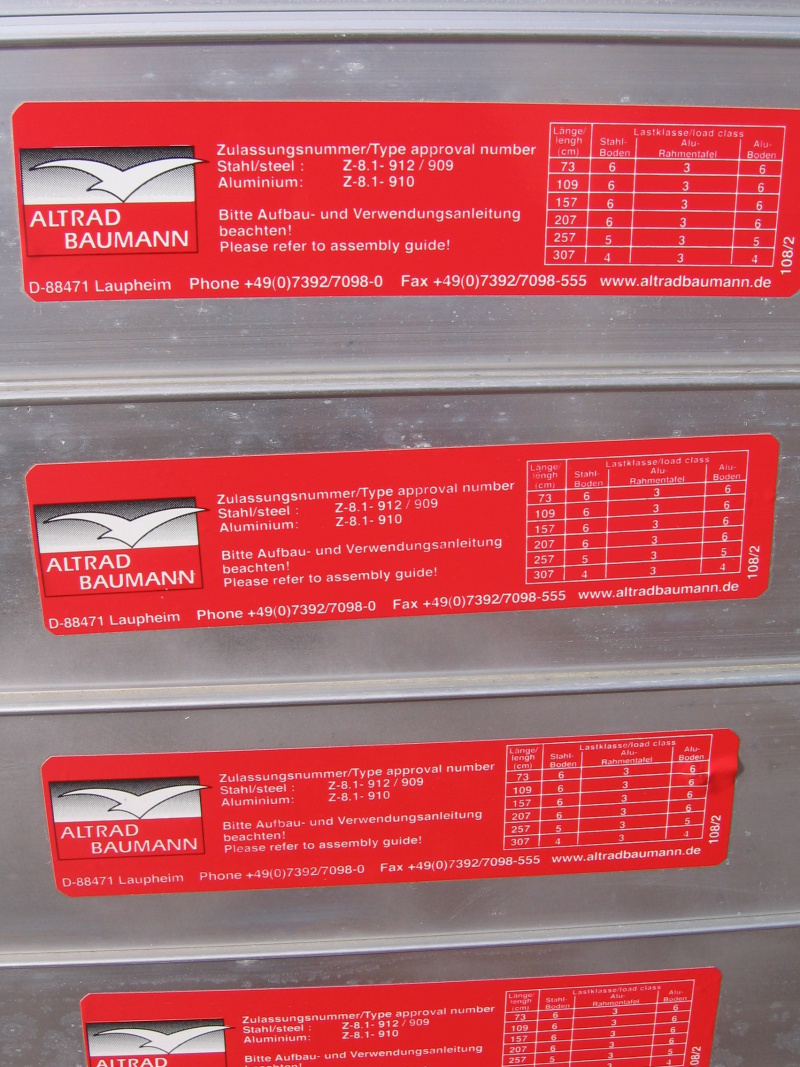 Zulassungsnummer/Type approval number
Stahl/steel : Z-8.1- 912 / 909
Aluminium: Z-8.1- 910
Bitte Aufbau- und Verwendungsanleitung
beachten!
Please refer to assembly guide!
ALTRAD
BAUMANN
D-88471 Laupheim Phone +49(0)7392/7098-0 Fax +49(0)7392/7098-555 www.altradbaumann.de
Länge/ Lastklasse/load class
lengh Stahl- Alu- Alu-
(cm) Boden Rahmentafel Boden
73 6 3 6
109 6 3 6
157 6 3 6
207 6 3 6
257 5 3 5
307 4 3 4
108/2
Zulassungsnummer/Type approval number
Stahl/steel : Z-8.1- 912 / 909
Aluminium: Z-8.1- 910
Bitte Aufbau- und Verwendungsanleitung
beachten!
Please refer to assembly guide!
ALTRAD
BAUMANN
D-88471 Laupheim Phone +49(0)7392/7098-0 Fax +49(0)7392/7098-555 www.altradbaumann.de
Länge/ Lastklasse/load class
lengh Stahl- Alu- Alu-
(cm) Boden Rahmentafel Boden
73 6 3 6
109 6 3 6
157 6 3 6
207 6 3 6
257 5 3 5
307 4 3 4
108/2
Zulassungsnummer/Type approval number
Stahl/steel : Z-8.1- 912 / 909
Aluminium: Z-8.1- 910
Bitte Aufbau- und Verwendungsanleitung
beachten!
Please refer to assembly guide!
ALTRAD
BAUMANN
D-88471 Laupheim Phone +49(0)7392/7098-0 Fax +49(0)7392/7098-555 www.altradbaumann.de
Länge/ Lastklasse/load class
lengh Stahl- Alu- Alu-
(cm) Boden Rahmentafel Boden
73 6 3 6
109 6 3 6
157 6 3 6
207 6 3 6
257 5 3 5
307 4 3 4
108/2
Zulassungsnummer/Type approval number
Stahl/steel : Z-8.1- 912 / 909
Aluminium: Z-8.1- 910
Bitte Aufbau- und Verwendungsanleitung
ALTRAD
Länge/ Lastklasse/load class
lengh Stahl- Alu- Alu-
(cm) Boden Rahmentafel Boden
73 6 3 6
109 6 3 6
157 6 3 6
207 6 3 6
257 5 3 5